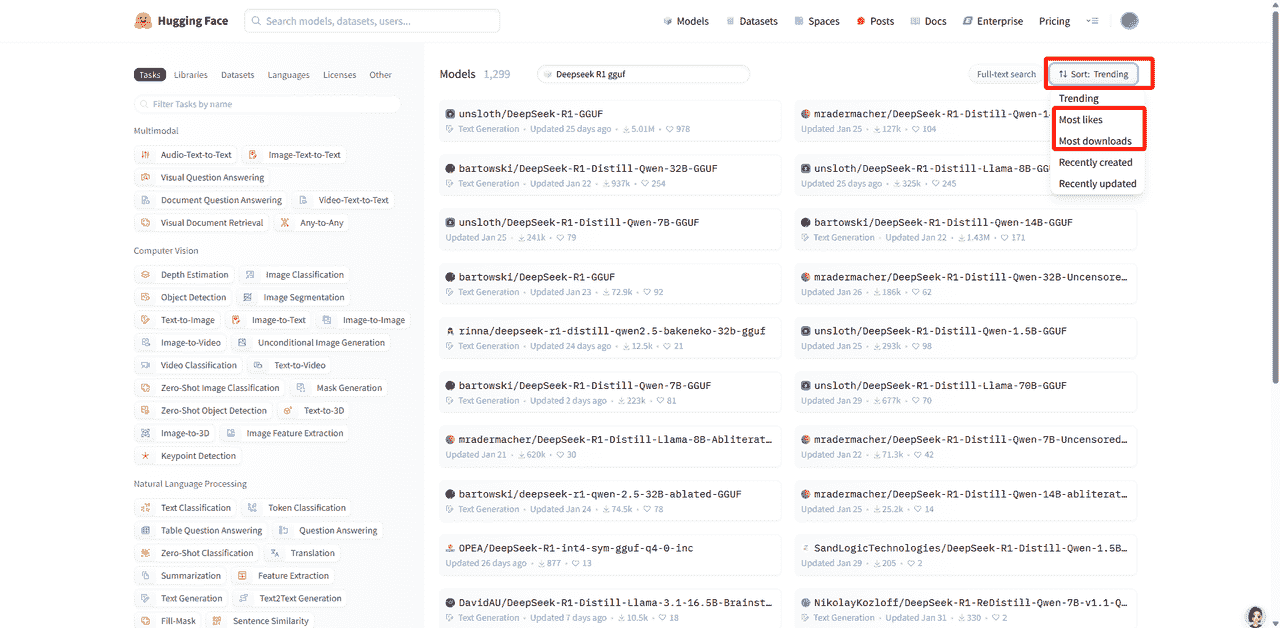 Hugging Face
Search models, datasets, users...
Models
Datasets
Spaces
Posts
Docs
Enterprise
Pricing
Tasks
Libraries
Datasets
Languages
Licenses
Other
Filter Tasks by name
Multimodal
Audio-Text-to-Text
Image-Text-to-Text
Visual Question Answering
Document Question Answering
Video-Text-to-Text
Visual Document Retrieval
Any-to-Any
Computer Vision
Depth Estimation
Image Classification
Object Detection
Image Segmentation
Text-to-Image
Image-to-Text
Image-to-Image
Image-to-Video
Unconditional Image Generation
Video Classification
Text-to-Video
Zero-Shot Image Classification
Mask Generation
Zero-Shot Object Detection
Text-to-3D
Image-to-3D
Image Feature Extraction
Keypoint Detection
Natural Language Processing
Text Classification
Token Classification
Table Question Answering
Question Answering
Zero-Shot Classification
Translation
Summarization
Feature Extraction
Text Generation
Text2Text Generation
Fill-Mask
Sentence Similarity
Models 1,299
Deepseek R1 gguf
Full-text search
Sort: Trending
Trending
Most likes
Most downloads
Recently created
Recently updated
unsloth/DeepSeek-R1-GGUF
Text Generation • Updated 25 days ago • 5.01M • 978
mradermacher/DeepSeek-R1-Distill-Qwen-1
Updated Jan 25 • 127k • 104
bartowski/DeepSeek-R1-Distill-Qwen-32B-GGUF
Text Generation • Updated Jan 22 • 937k • 254
unsloth/DeepSeek-R1-Distill-Llama-8B-GG
Updated 25 days ago • 325k • 245
unsloth/DeepSeek-R1-Distill-Qwen-7B-GGUF
Updated Jan 25 • 241k • 79
bartowski/DeepSeek-R1-Distill-Qwen-14B-GGUF
Text Generation • Updated Jan 22 • 1.43M • 171
bartowski/DeepSeek-R1-GGUF
Text Generation • Updated Jan 23 • 72.9k • 92
mradermacher/DeepSeek-R1-Distill-Qwen-32B-Uncensore…
Updated Jan 26 • 186k • 62
rinna/deepseek-r1-distill-qwen2.5-bakeneko-32b-gguf
Text Generation • Updated 24 days ago • 12.5k • 21
unsloth/DeepSeek-R1-Distill-Qwen-1.5B-GGUF
Updated Jan 25 • 293k • 98
bartowski/DeepSeek-R1-Distill-Qwen-7B-GGUF
Text Generation • Updated 2 days ago • 223k • 81
unsloth/DeepSeek-R1-Distill-Llama-70B-GGUF
Updated Jan 29 • 677k • 70
mradermacher/DeepSeek-R1-Distill-Llama-8B-Abliterat…
Updated Jan 21 • 620k • 30
mradermacher/DeepSeek-R1-Distill-Qwen-7B-Uncensored…
Updated Jan 22 • 71.3k • 42
bartowski/deepseek-r1-qwen-2.5-32B-ablated-GGUF
Text Generation • Updated Jan 24 • 74.5k • 78
mradermacher/DeepSeek-R1-Distill-Qwen-14B-abliterat…
Updated Jan 25 • 25.2k • 14
OPEA/DeepSeek-R1-int4-sym-gguf-q4-0-inc
Updated 26 days ago • 877 • 13
SandLogicTechnologies/DeepSeek-R1-Distill-Qwen-1.5B…
Updated Jan 29 • 205 • 2
DavidAU/DeepSeek-R1-Distill-Llama-3.1-16.5B-Brainst…
Text Generation • Updated 7 days ago • 10.5k • 18
NikolayKozloff/DeepSeek-R1-ReDistill-Qwen-7B-v1.1-Q…
Text Generation • Updated Jan 31 • 330 • 2